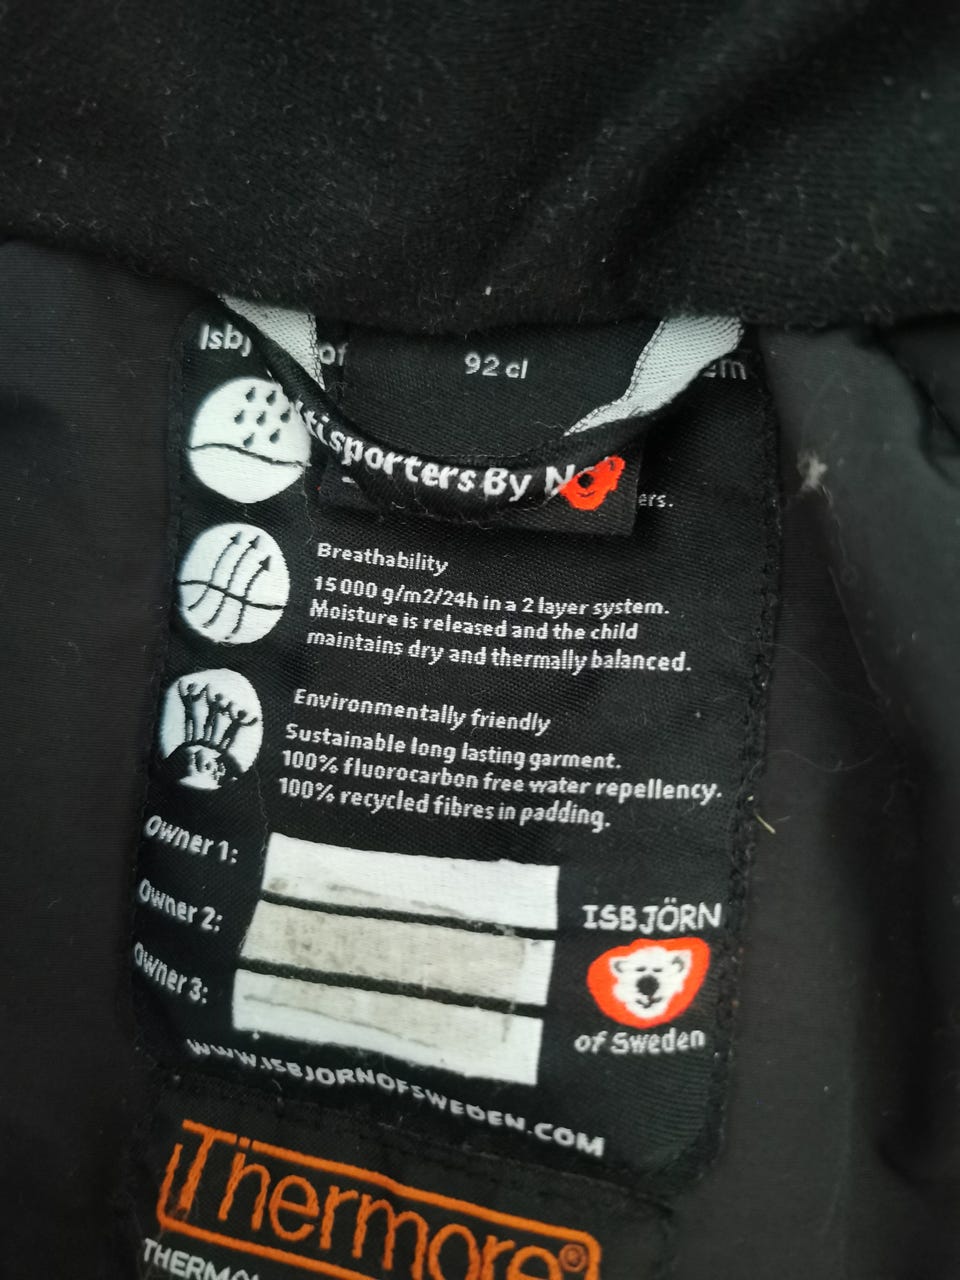 92 cl
of
Breathability
15 000 g/m2/24h in a 2 layer system.
Moisture is released and the child
maintains dry and thermally balanced.
Environmentally friendly
Sustainable long lasting garment.
100% fluorocarbon free water repellency.
100% recycled fibres in padding.
Owner 1:
Owner 2:
Owner 3:
ISBJÖRN
of Sweden
WWW.ISBJORNOFSWEDEN.COM
Thermore®